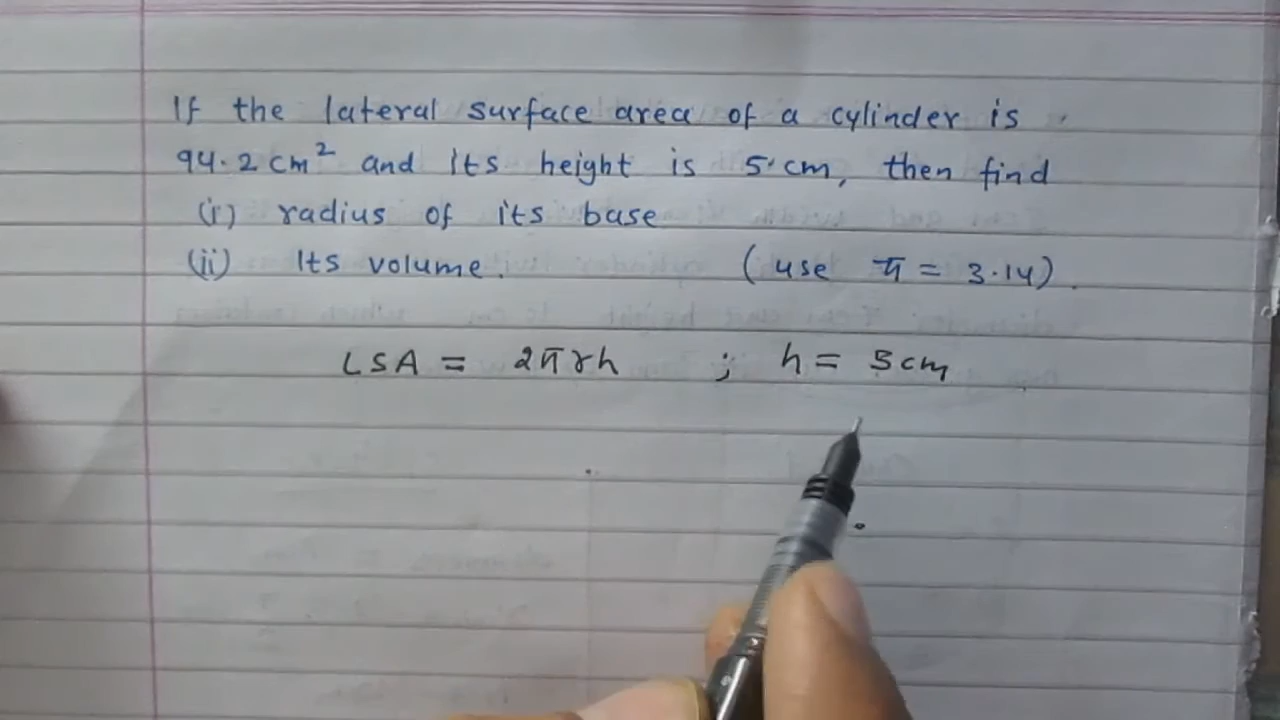 If the lateral surface area of a cylinder is
94.2 cm² and its height is 5 cm, then find
(i) radius of its base
(ii) Its volume. (use π = 3.14).
LSA = 2πrh ; h = 5cm